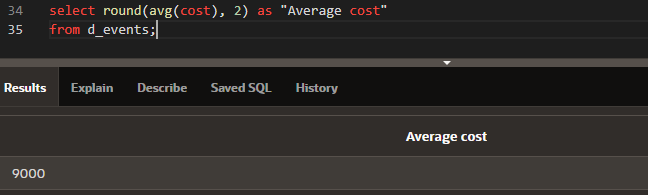 34 select round(avg(cost), 2) as "Average cost"
35 from d_events;
Results Explain Describe Saved SQL History
Average cost
9000